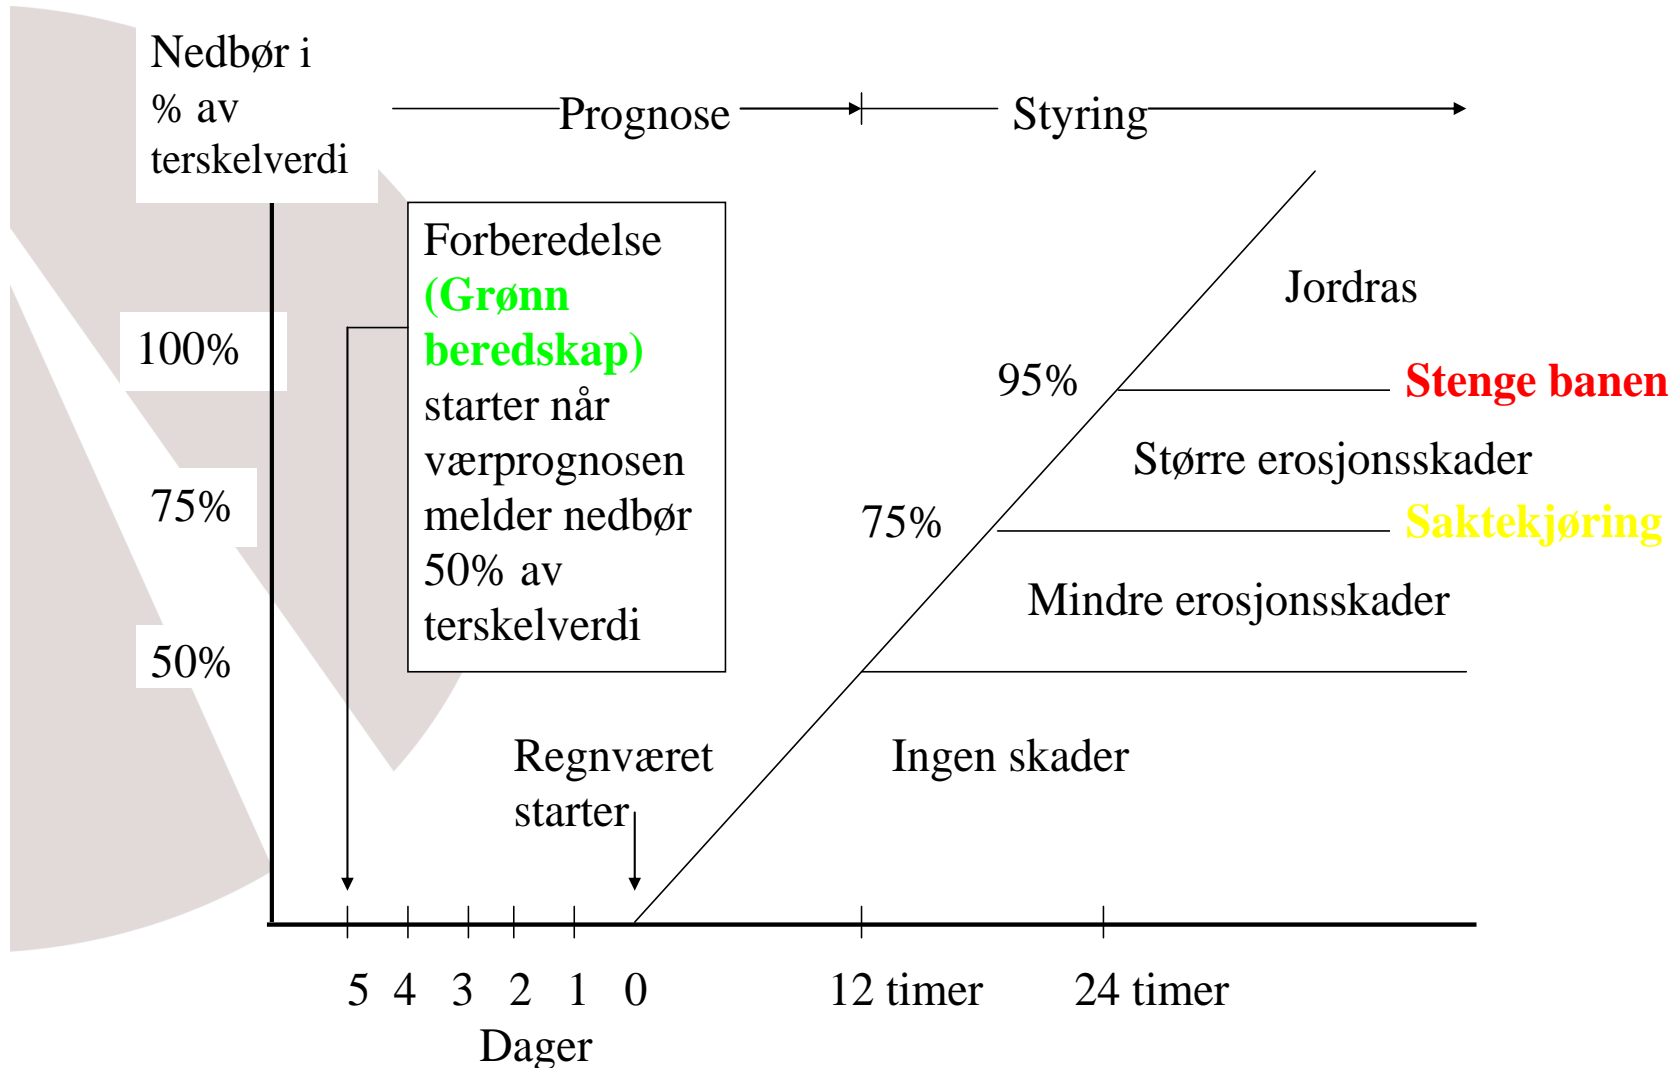 Nedbør i
% av
terskelverdi
Prognose
Styring
Forberedelse
(Grønn
beredskap)
starter når
værprognosen
melder nedbør
50% av
terskelverdi
100%
75%
50%
Jordras
95%
Stenge banen
Større erosjonsskader
75%
Saktekjøring
Mindre erosjonsskader
Regnværet
starter
Ingen skader
5 4 3 2 1 0 12 timer 24 timer
Dager